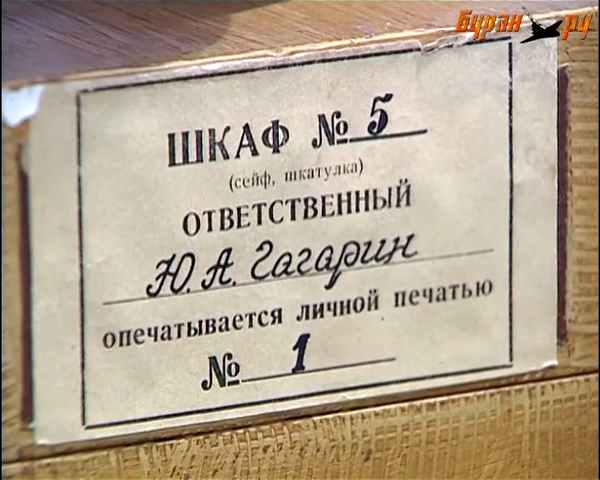 Буран ру
ШКАФ № 5
(сейф, шкатулка)
ОТВЕТСТВЕННЫЙ
Ю. А. Гагарин
опечатывается личной печатью
№ 1